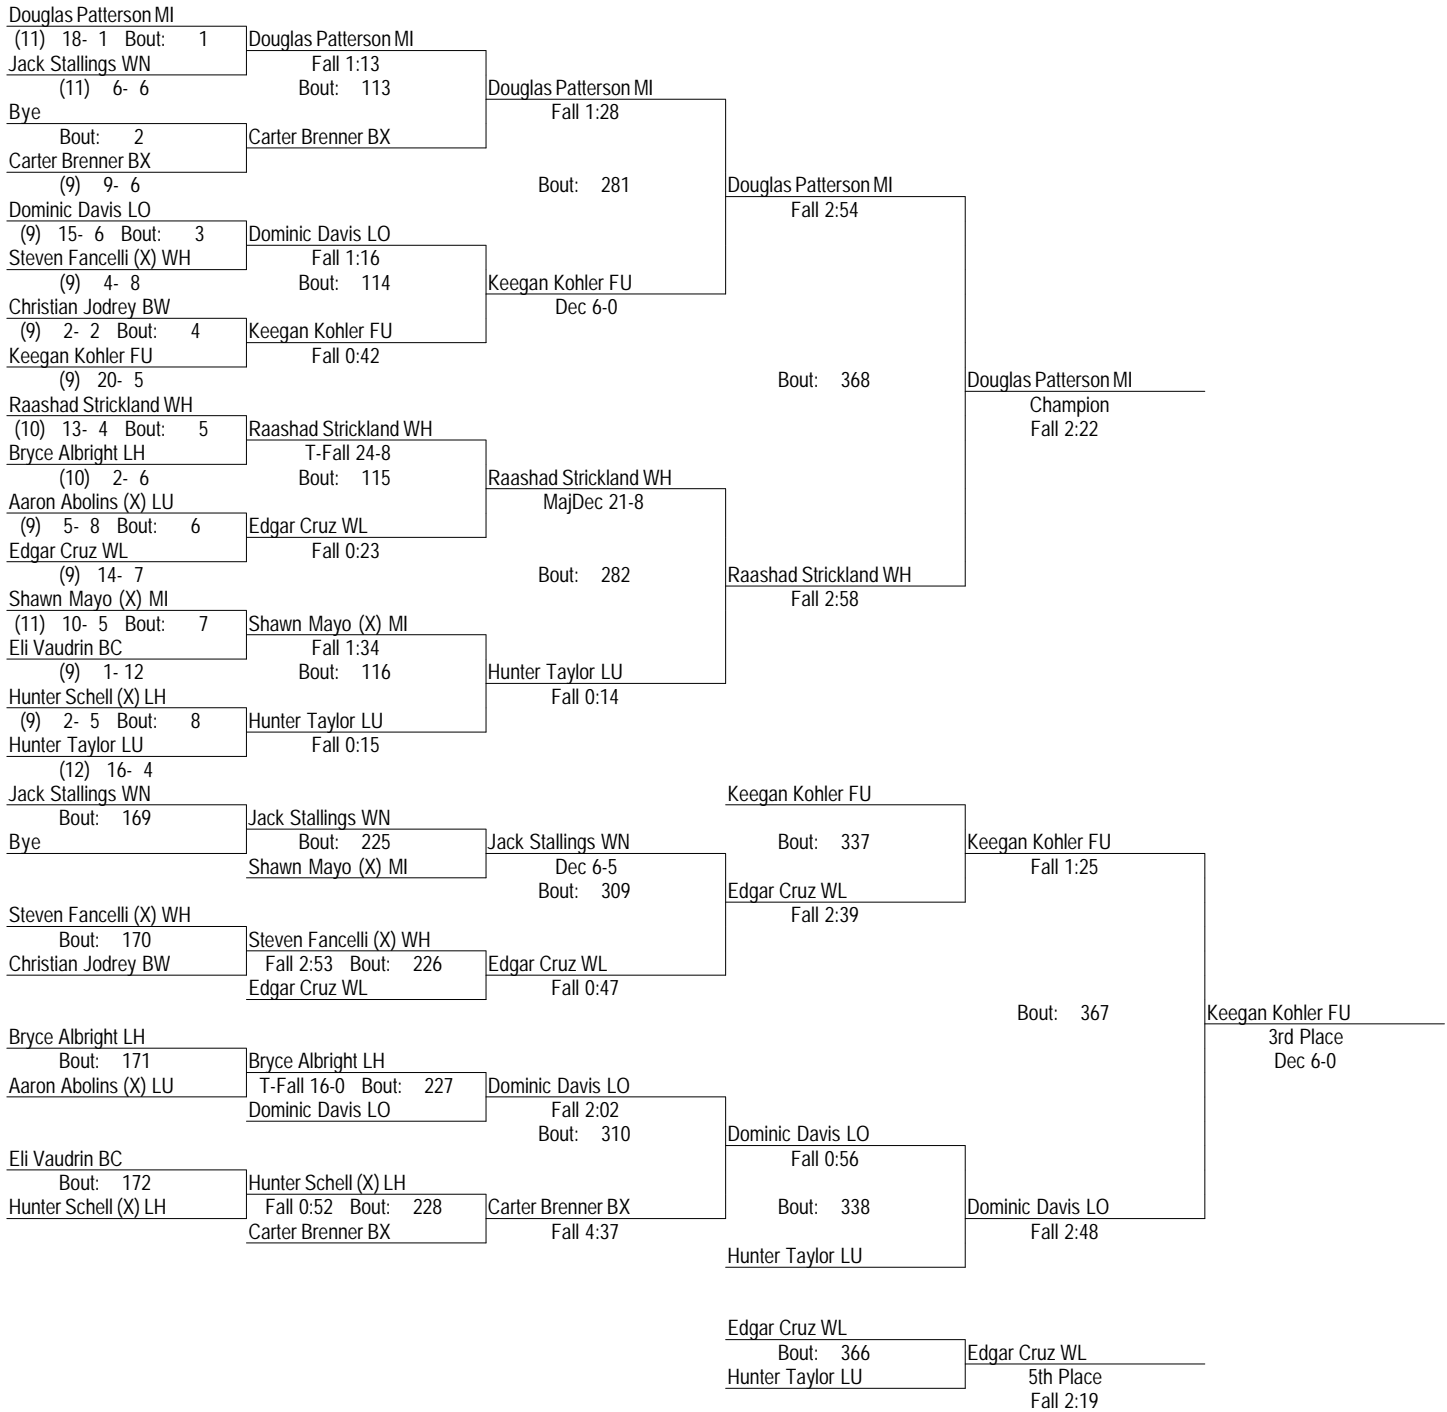 Douglas Patterson MI
(11) 18- 1 Bout: 1 Douglas Patterson MI
Jack Stallings WN Fall 1:13
(11) 6- 6 Bout: 113 Douglas Patterson MI
Bye Fall 1:28
Bout: 2 Carter Brenner BX
Carter Brenner BX
(9) 9- 6 Bout: 281 Douglas Patterson MI
Dominic Davis LO Fall 2:54
(9) 15- 6 Bout: 3 Dominic Davis LO
Steven Fancelli (X) WH Fall 1:16
(9) 4- 8 Bout: 114 Keegan Kohler FU
Christian Jodrey BW Dec 6-0
(9) 2- 2 Bout: 4 Keegan Kohler FU
Keegan Kohler FU Fall 0:42
(9) 20- 5 Bout: 368 Douglas Patterson MI
Raashad Strickland WH Champion
(10) 13- 4 Bout: 5 Raashad Strickland WH Fall 2:22
Bryce Albright LH T-Fall 24-8
(10) 2- 6 Bout: 115 Raashad Strickland WH
Aaron Abolins (X) LU MajDec 21-8
(9) 5- 8 Bout: 6 Edgar Cruz WL
Edgar Cruz WL Fall 0:23
(9) 14- 7 Bout: 282 Raashad Strickland WH
Shawn Mayo (X) MI Fall 2:58
(11) 10- 5 Bout: 7 Shawn Mayo (X) MI
Eli Vaudrin BC Fall 1:34
(9) 1- 12 Bout: 116 Hunter Taylor LU
Hunter Schell (X) LH Fall 0:14
(9) 2- 5 Bout: 8 Hunter Taylor LU
Hunter Taylor LU Fall 0:15
(12) 16- 4
Jack Stallings WN Keegan Kohler FU
Bout: 169 Jack Stallings WN
Bye Bout: 225 Jack Stallings WN Bout: 337 Keegan Kohler FU
Shawn Mayo (X) MI Dec 6-5 Fall 1:25
Bout: 309 Edgar Cruz WL
Steven Fancelli (X) WH Fall 2:39
Bout: 170 Steven Fancelli (X) WH
Christian Jodrey BW Fall 2:53 Bout: 226 Edgar Cruz WL
Edgar Cruz WL Fall 0:47
Bout: 367 Keegan Kohler FU
Bryce Albright LH 3rd Place
Bout: 171 Bryce Albright LH Dec 6-0
Aaron Abolins (X) LU T-Fall 16-0 Bout: 227 Dominic Davis LO
Dominic Davis LO Fall 2:02
Bout: 310 Dominic Davis LO
Eli Vaudrin BC Fall 0:56
Bout: 172 Hunter Schell (X) LH
Hunter Schell (X) LH Fall 0:52 Bout: 228 Carter Brenner BX Bout: 338 Dominic Davis LO
Carter Brenner BX Fall 4:37 Fall 2:48
Hunter Taylor LU
Edgar Cruz WL
Bout: 366 Edgar Cruz WL
Hunter Taylor LU 5th Place
Fall 2:19